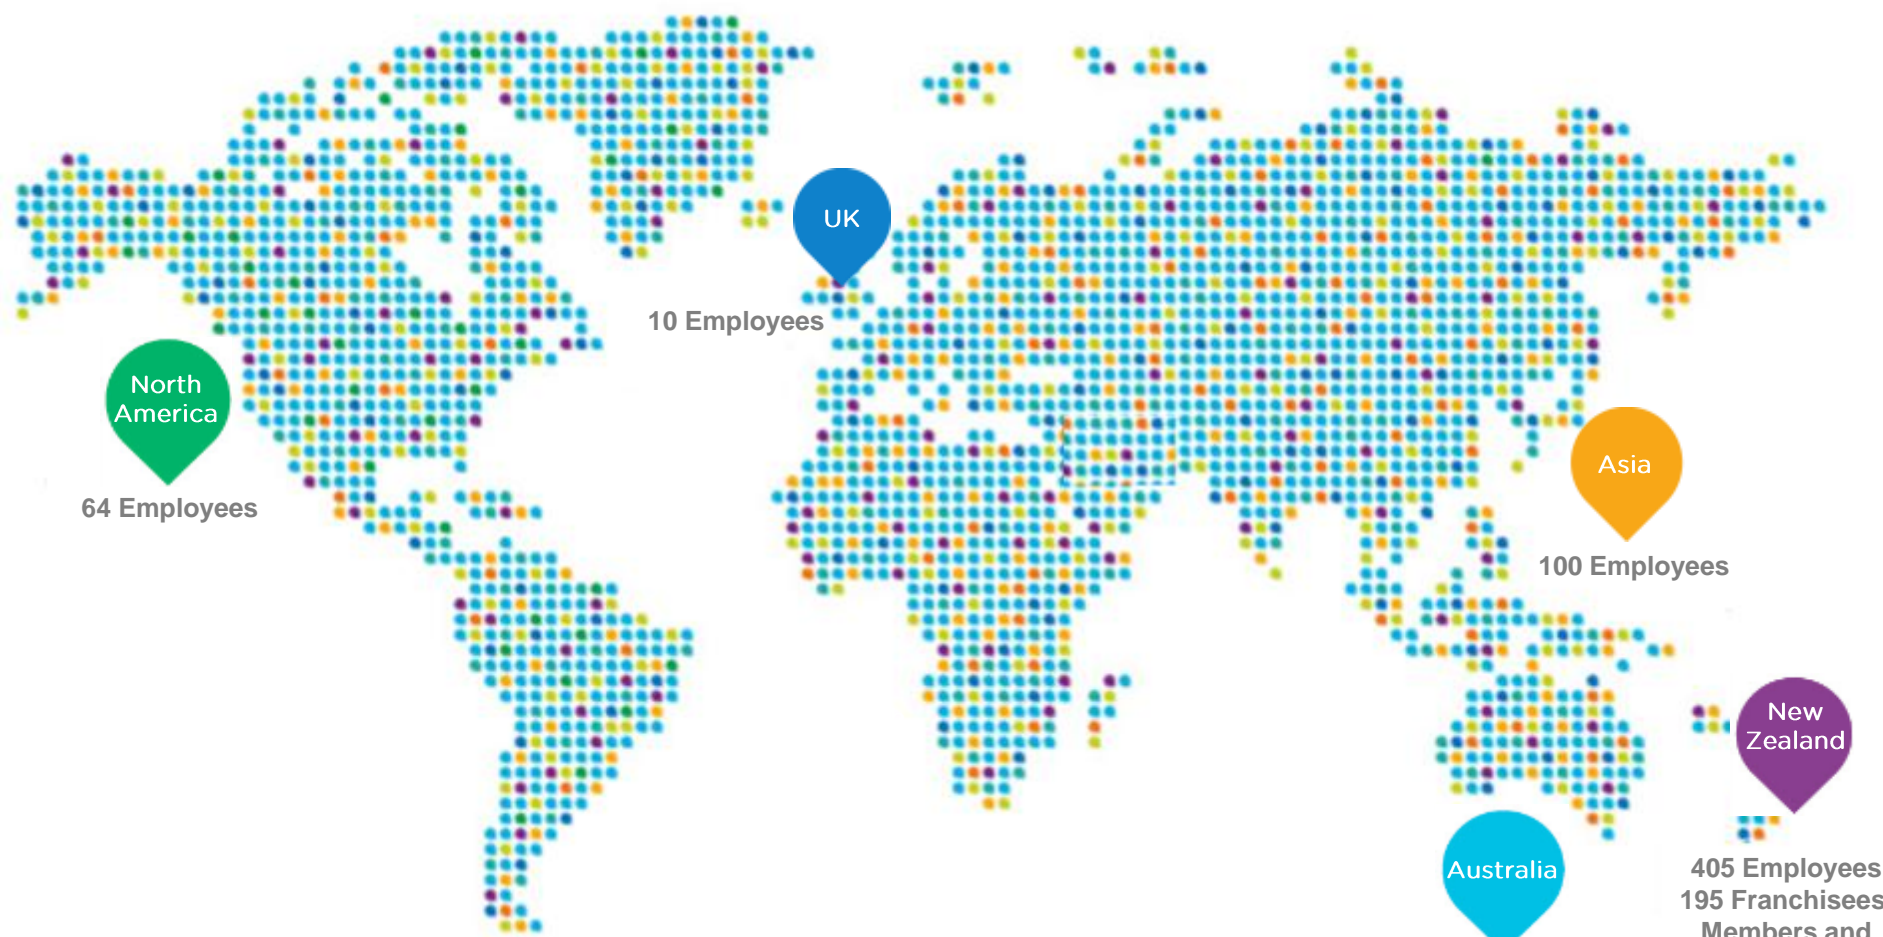 UK
10 Employees
North
America
64 Employees
Asia
100 Employees
New
Zealand
405 Employees
195 Franchisees
Members and
Australia